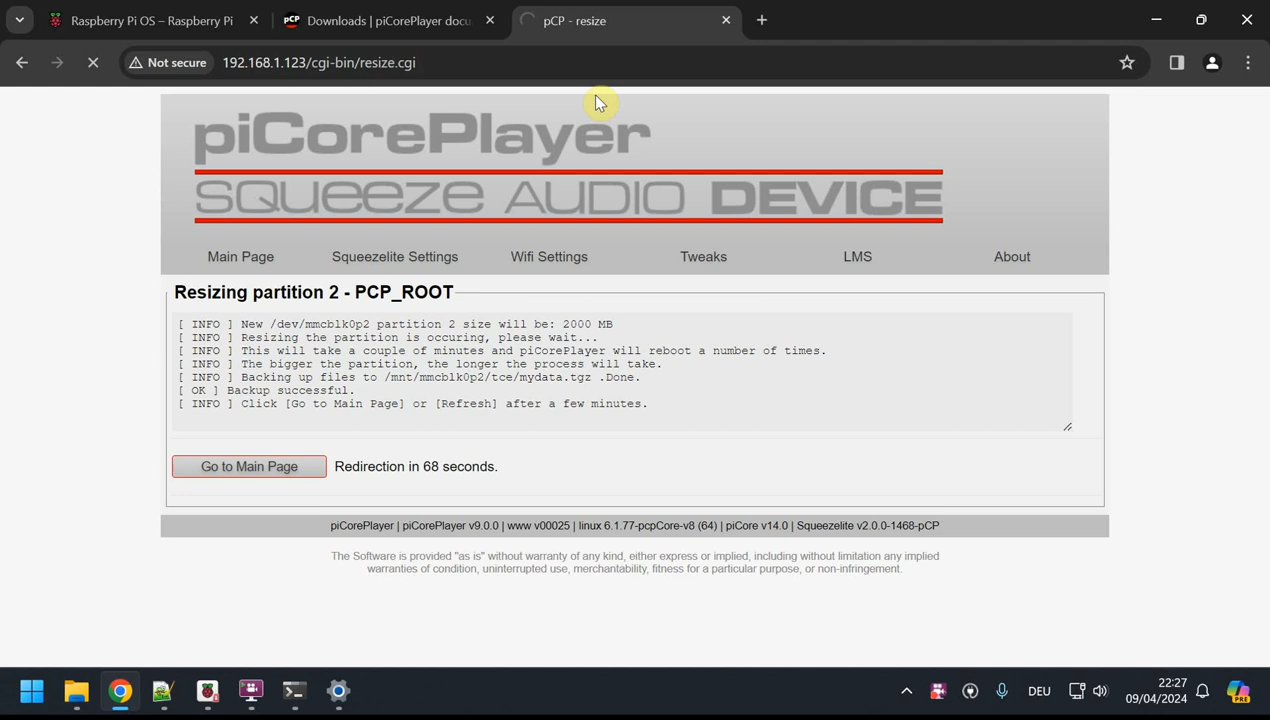 Raspberry Pi OS – Raspberry Pi
pCP
Downloads | piCorePlayer docu
pCP - resize
Not secure
192.168.1.123/cgi-bin/resize.cgi
piCorePlayer
SQUEEZE AUDIO DEVICE
Main Page
Squeezelite Settings
Wifi Settings
Tweaks
LMS
About
Resizing partition 2 - PCP_ROOT
[ INFO ] New /dev/mmcblk0p2 partition 2 size will be: 2000 MB
[ INFO ] Resizing the partition is occuring, please wait...
[ INFO ] This will take a couple of minutes and piCorePlayer will reboot a number of times.
[ INFO ] The bigger the partition, the longer the process will take.
[ INFO ] Backing up files to /mnt/mmcblk0p2/tce/mydata.tgz .Done.
[ OK ] Backup successful.
[ INFO ] Click [Go to Main Page] or [Refresh] after a few minutes.
Go to Main Page
Redirection in 68 seconds.
piCorePlayer | piCorePlayer v9.0.0 | www v00025 | linux 6.1.77-pcpCore-v8 (64) | piCore v14.0 | Squeezelite v2.0.0-1468-pCP
The Software is provided "as is" without warranty of any kind, either express or implied, including without limitation any implied
warranties of condition, uninterrupted use, merchantability, fitness for a particular purpose, or non-infringement.
DEU
22:27
09/04/2024
PRE